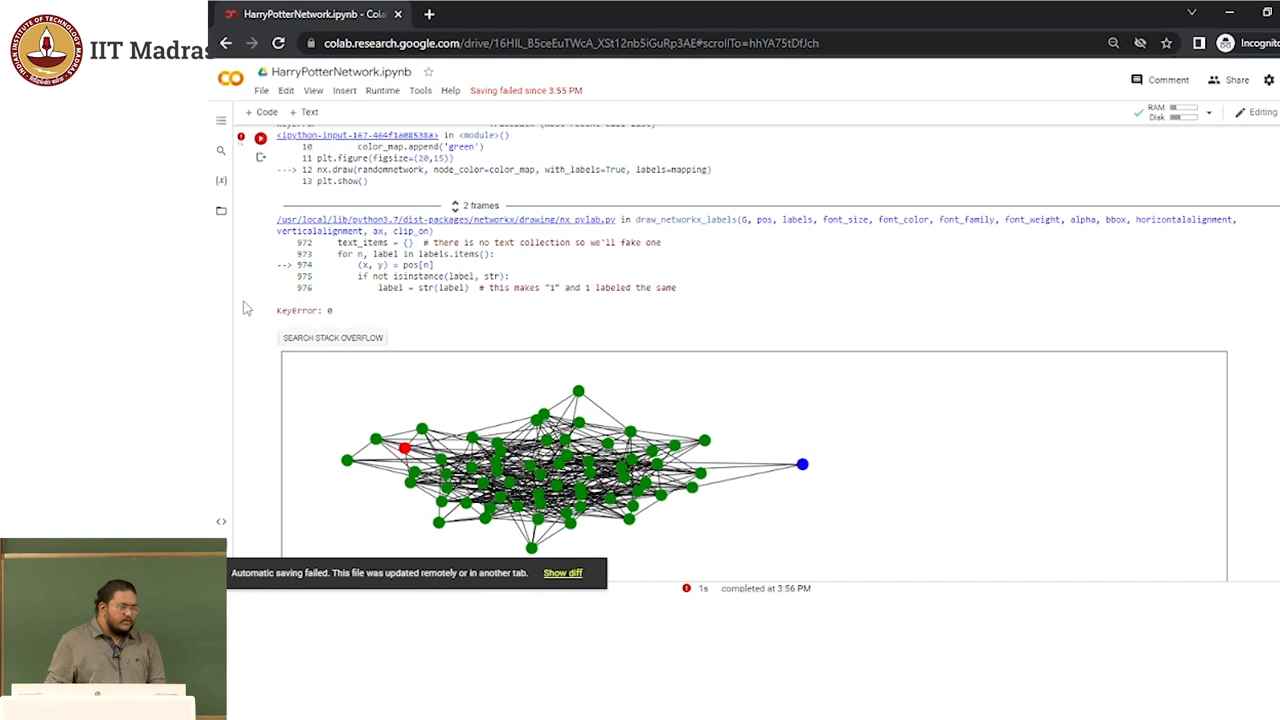 IIT Madras
HarryPotterNetwork.ipynb - Cola
colab.research.google.com/drive/16HIL_B5ceEuTWcA_XSt12nb5iGuRp3AE#scrollTo=hhYA75tDfJch
Incognito
HarryPotterNetwork.ipynb
Comment
Share
File Edit View Insert Runtime Tools Help Saving failed since 3:55 PM
+ Code + Text
RAM
Disk
Editing
<ipython-input-167-464f1a08538a> in <module>()
10 color_map.append('green')
11 plt.figure(figsize=(20,15))
---> 12 nx.draw(randomnetwork, node_color=color_map, with_labels=True, labels=mapping)
13 plt.show()
2 frames
/usr/local/lib/python3.7/dist-packages/networkx/drawing/nx_pylab.py in draw_networkx_labels(G, pos, labels, font_size, font_color, font_family, font_weight, alpha, bbox, horizontalalignment,
verticalalignment, ax, clip_on)
972 text_items = {} # there is no text collection so we'll fake one
973 for n, label in labels.items():
--> 974 (x, y) = pos[n]
975 if not isinstance(label, str):
976 label = str(label) # this makes "1" and 1 labeled the same
KeyError: 0
SEARCH STACK OVERFLOW
Automatic saving failed. This file was updated remotely or in another tab. Show diff
1s completed at 3:56 PM